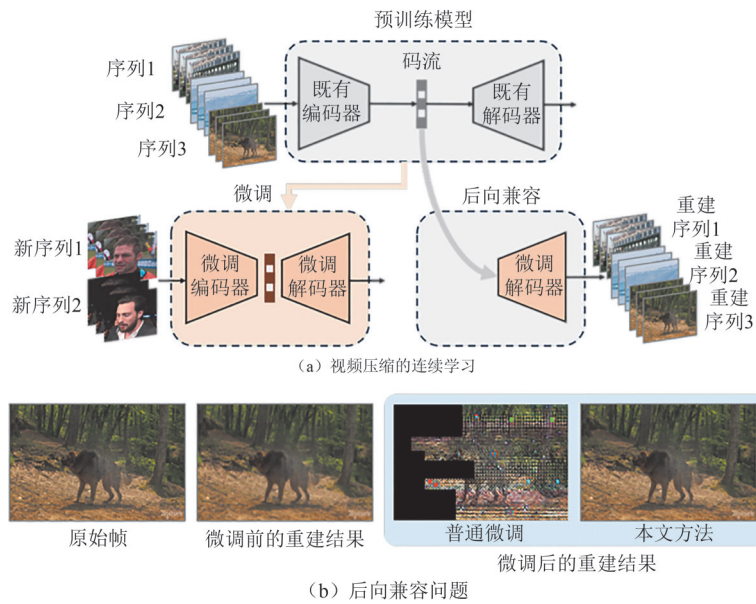 预训练模型
序列1
序列2
序列3
既有
编码器
码流
既有
解码器
微调
后向兼容
新序列1
新序列2
微调
编码器
微调
解码器
微调
解码器
重建
序列1
重建
序列2
重建
序列3
（a）视频压缩的连续学习
原始帧
微调前的重建结果
普通微调
本文方法
微调后的重建结果
（b）后向兼容问题